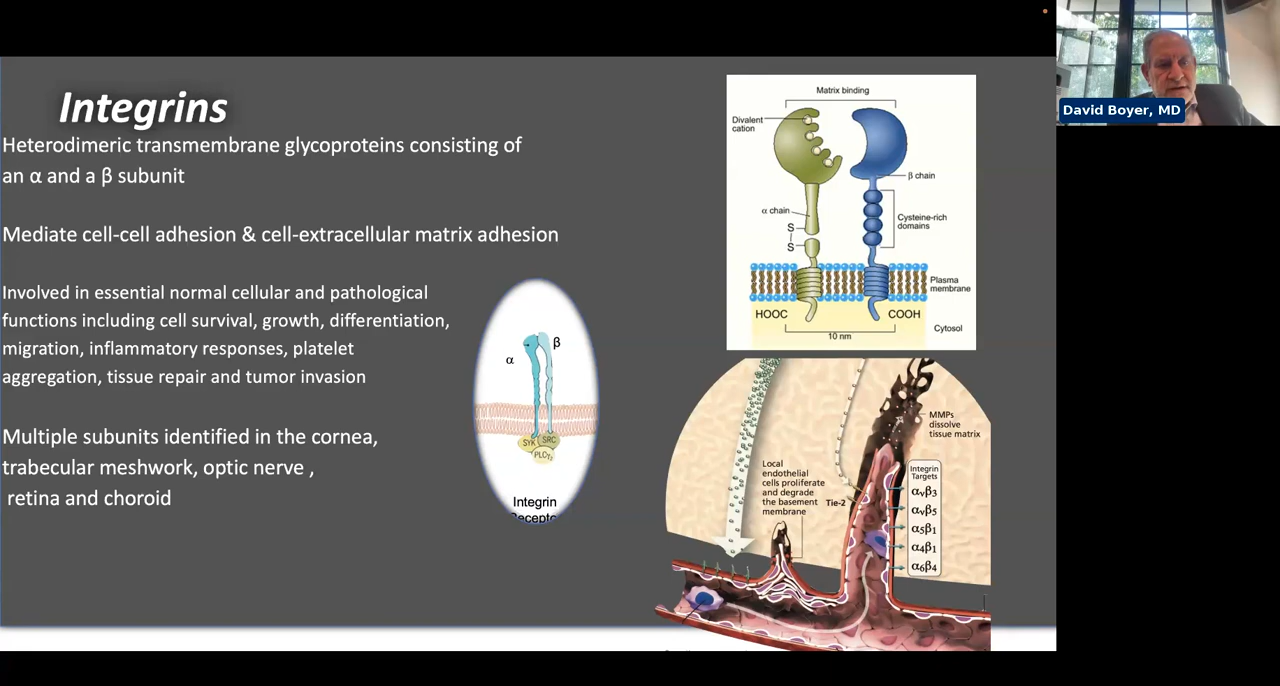 Integrins
Heterodimeric transmembrane glycoproteins consisting of
an α and a β subunit
Mediate cell-cell adhesion & cell-extracellular matrix adhesion
Involved in essential normal cellular and pathological
functions including cell survival, growth, differentiation,
migration, inflammatory responses, platelet
aggregation, tissue repair and tumor invasion
Multiple subunits identified in the cornea,
trabecular meshwork, optic nerve ,
retina and choroid
α
β
SYK
SRC
PLCγ₂
Integrin
Matrix binding
Divalent
cation
β chain
α chain
S
S
Cysteine-rich
domains
Plasma
membrane
HOOC
COOH
Cytosol
10 nm
MMPs
dissolve
tissue matrix
Local
endothelial
cells proliferate
and degrade
the basement
membrane
Tie-2
Integrin
Targets
αvβ3
αvβ5
α5β1
α4β1
α6β4
David Boyer, MD